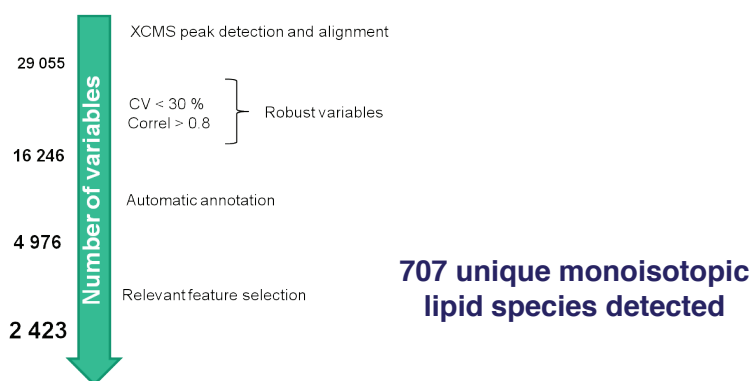 XCMS peak detection and alignment
29 055
CV < 30 %
Correl > 0.8
Robust variables
16 246
Automatic annotation
4 976
Relevant feature selection
2 423
Number of variables
707 unique monoisotopic
lipid species detected